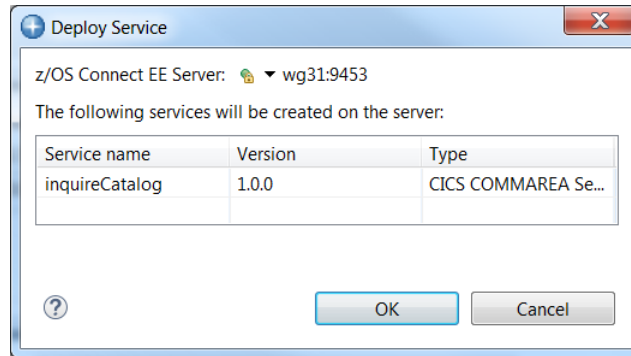 Deploy Service
z/OS Connect EE Server: wg31:9453
The following services will be created on the server:
Service name Version Type
inquireCatalog 1.0.0 CICS COMMAREA Se...
? OK Cancel